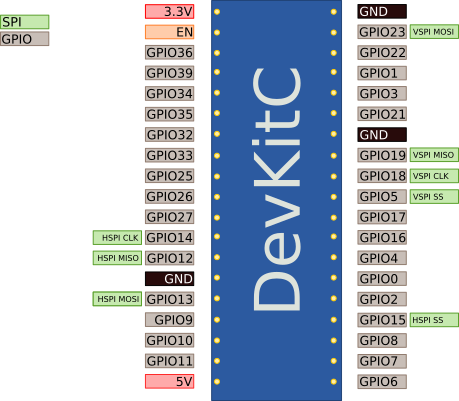 SPI
GPIO
3.3V
EN
GPIO36
GPIO39
GPIO34
GPIO35
GPIO32
GPIO33
GPIO25
GPIO26
GPIO27
HSPI CLK GPIO14
HSPI MISO GPIO12
GND
HSPI MOSI GPIO13
GPIO9
GPIO10
GPIO11
5V
DevKitC
GND
GPIO23 VSPI MOSI
GPIO22
GPIO1
GPIO3
GPIO21
GND
GPIO19 VSPI MISO
GPIO18 VSPI CLK
GPIO5 VSPI SS
GPIO17
GPIO16
GPIO4
GPIO0
GPIO2
GPIO15 HSPI SS
GPIO8
GPIO7
GPIO6